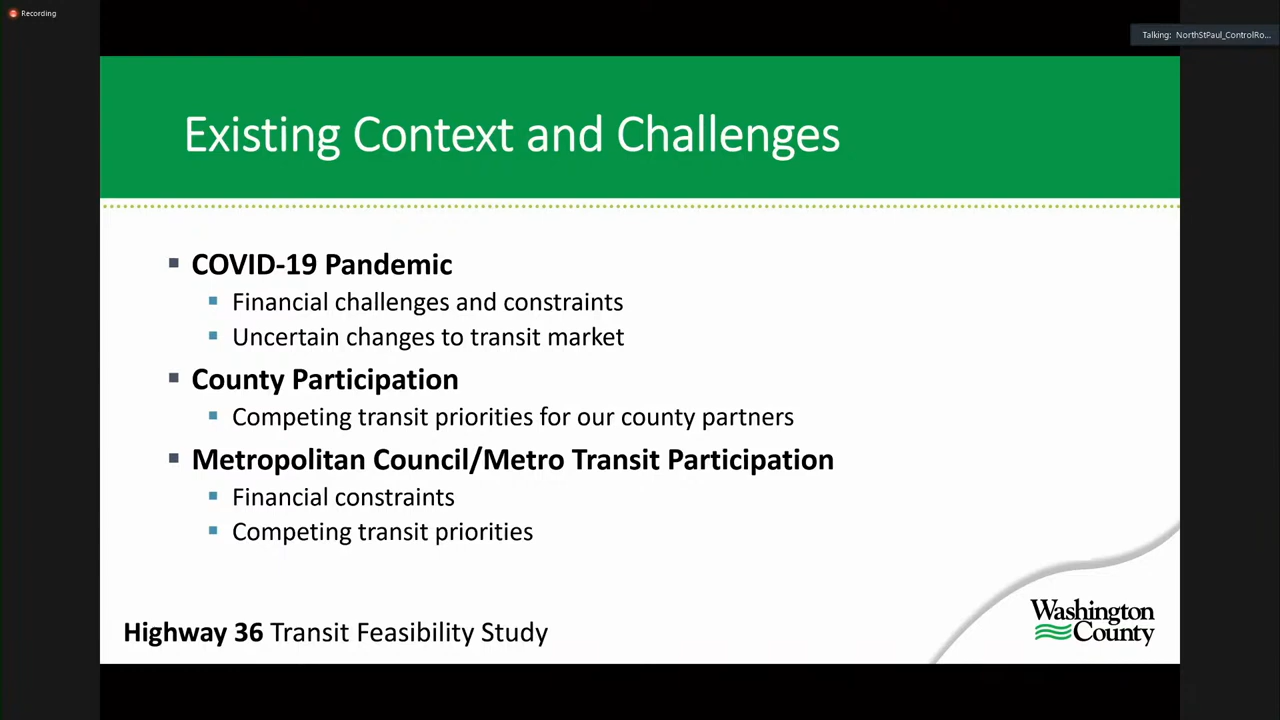 Recording
Talking: NorthStPaul_ControlRo...
Existing Context and Challenges
COVID-19 Pandemic
Financial challenges and constraints
Uncertain changes to transit market
County Participation
Competing transit priorities for our county partners
Metropolitan Council/Metro Transit Participation
Financial constraints
Competing transit priorities
Highway 36 Transit Feasibility Study
Washington
County